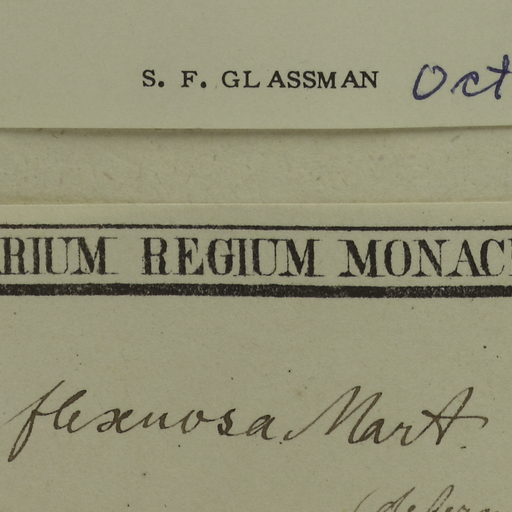 S. F. GLASSMAN Oct
RIUM REGIUM MONAC
flexuosa Mart.